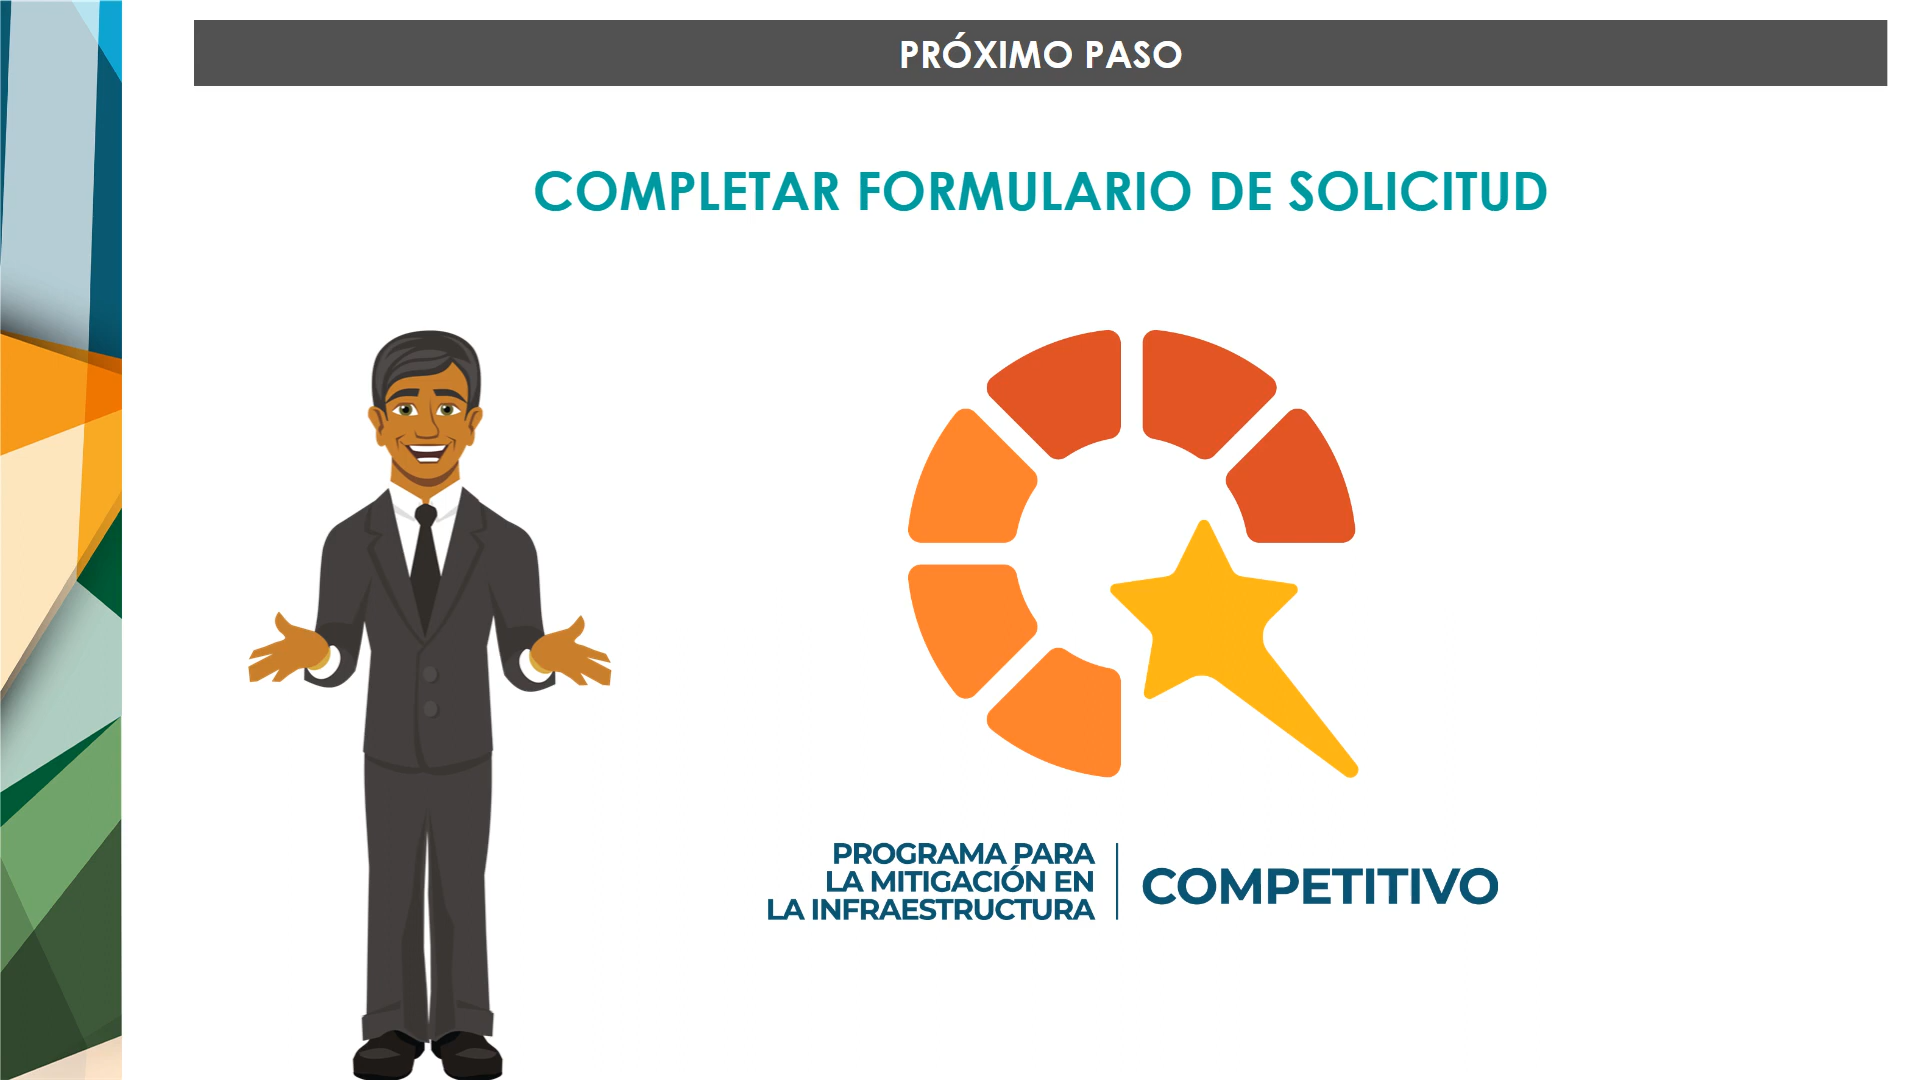 PRÓXIMO PASO
COMPLETAR FORMULARIO DE SOLICITUD
PROGRAMA PARA
LA MITIGACIÓN EN
LA INFRAESTRUCTURA
COMPETITIVO